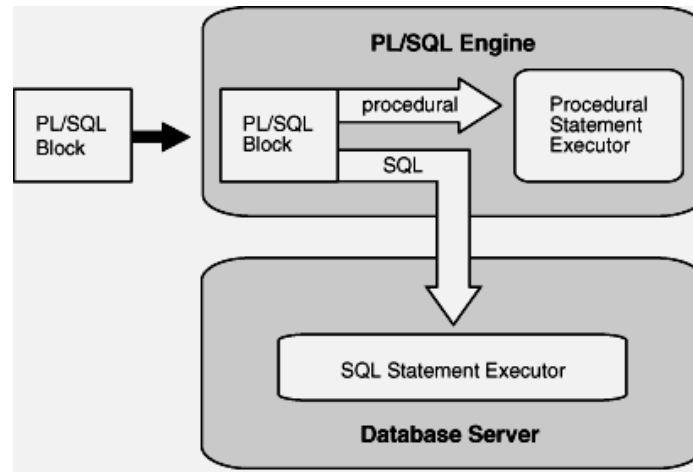 PL/SQL Engine
PL/SQL
Block
PL/SQL
Block
procedural
SQL
Procedural
Statement
Executor
SQL Statement Executor
Database Server